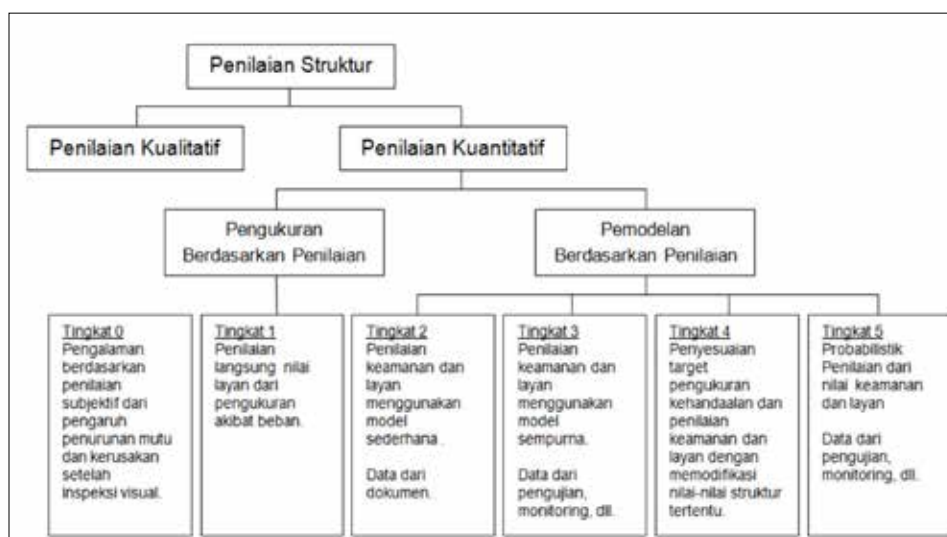 Penilaian Struktur
Penilaian Kualitatif
Penilaian Kuantitatif
Pengukuran
Berdasarkan Penilaian
Pemodelan
Berdasarkan Penilaian
Tingkat 0
Pengalaman
berdasarkan
penilaian
subjektif dari
pengaruh
penurunan mutu
dan kerusakan
setelah
inspeksi visual.
Tingkat 1
Penilaian
langsung nilai
layan dari
pengukuran
akibat beban.
Tingkat 2
Penilaian
keamanan dan
layan
menggunakan
model
sederhana .
Data dari
dokumen.
Tingkat 3
Penilaian
keamanan dan
layan
menggunakan
model
sempurna.
Data dari
pengujian,
monitoring, dll.
Tingkat 4
Penyesuaian
target
pengukuran
kehandaalan dan
penilaian
keamanan dan
layan dengan
memodifikasi
nilai-nilai struktur
tertentu.
Tingkat 5
Probabilistik
Penilaian dari
nilai keamanan
dan layan
Data dari
pengujian,
monitoring, dll.